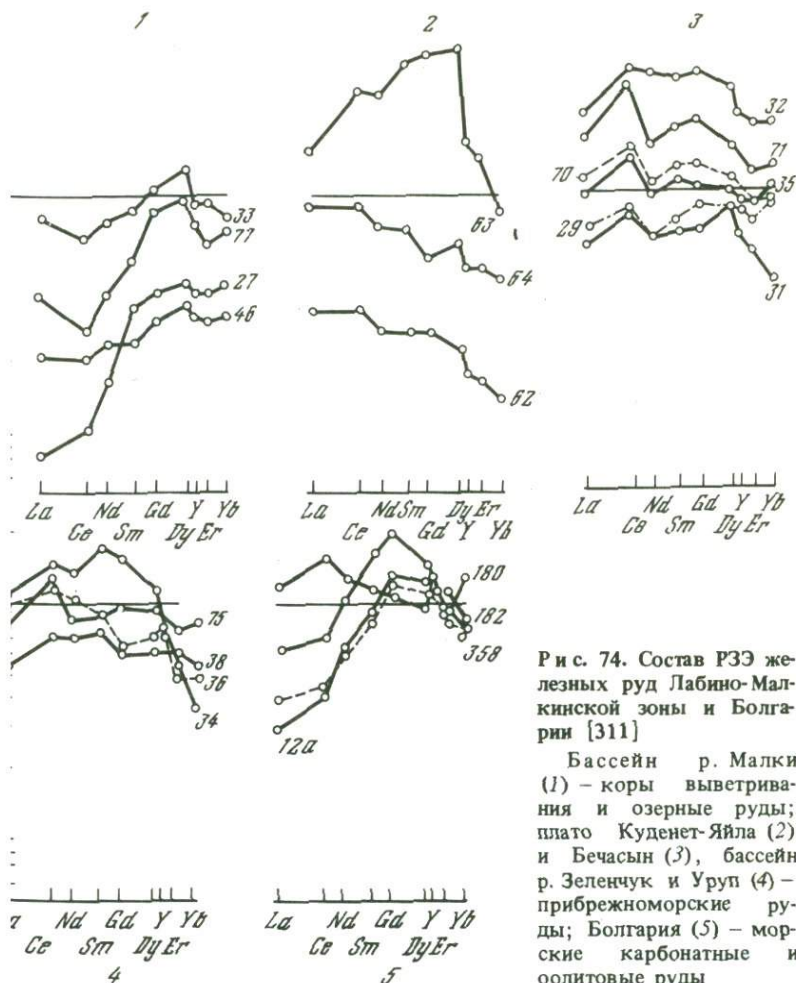 1 2 3
33
77
27
46
63
64
62
32
71
70
35
29
31
La Nd Gd Y Yb
Ce Sm Dy Er
La Nd Sm Dy Er
Ce Gd Y Yb
La Nd Gd Y Yb
Ce Sm Dy Er
75
38
36
34
180
182
358
12а
Nd Gd Y Yb
Ce Sm Dy Er
4
La Nd Gd Y Yb
Ce Sm Dy Er
5
Рис. 74. Состав РЗЭ же-
лезных руд Лабино-Мал-
кинской зоны и Болга-
рии [311]
Бассейн р. Малки
(1) – коры выветрива-
ния и озерные руды;
плато Куденет-Яйла (2)
и Бечасын (3), бассейн
р. Зеленчук и Уруп (4) –
прибрежноморские ру-
ды; Болгария (5) – мор-
ские карбонатные и
оолитовые руды